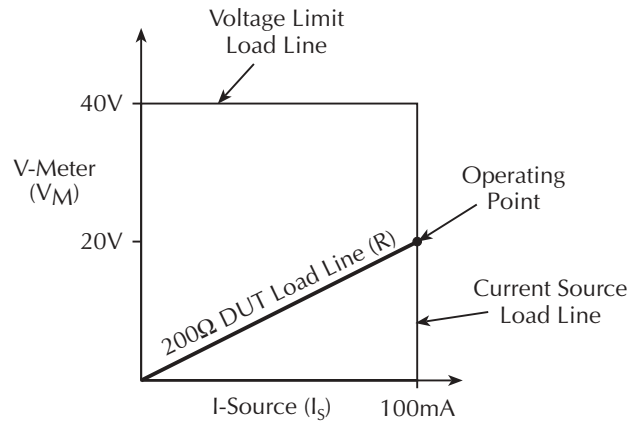 Voltage Limit
Load Line
40V
V-Meter
(VM)
Operating
Point
20V
200Ω DUT Load Line (R)
Current Source
Load Line
I-Source (IS)
100mA